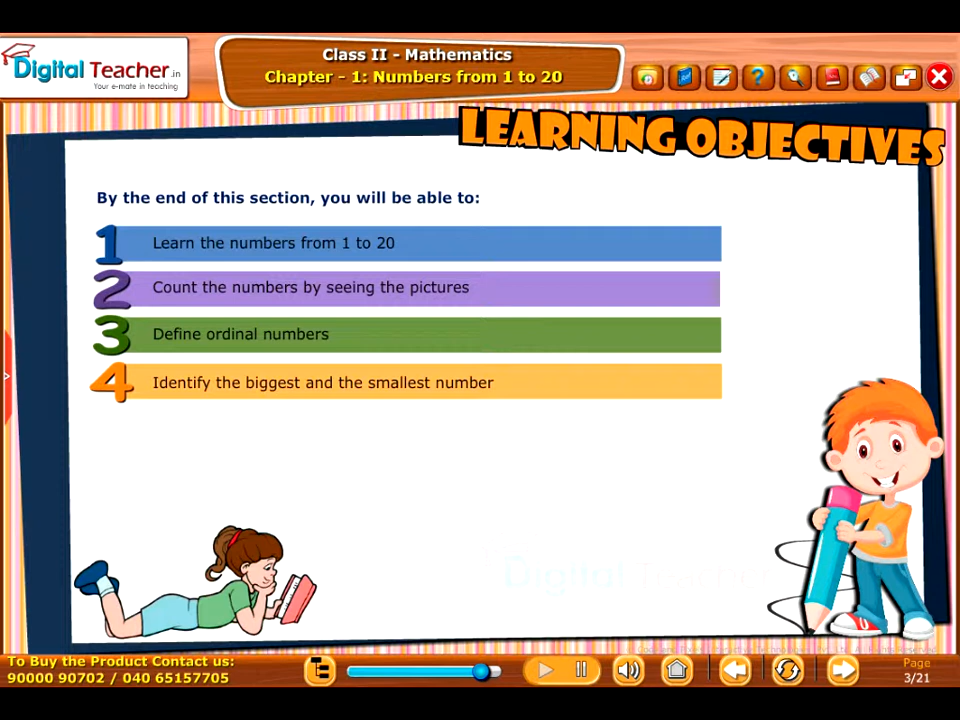 Digital Teacher.in
Your e-mate in teaching
Class II - Mathematics
Chapter - 1: Numbers from 1 to 20
LEARNING OBJECTIVES
By the end of this section, you will be able to:
1 Learn the numbers from 1 to 20
2 Count the numbers by seeing the pictures
3 Define ordinal numbers
4 Identify the biggest and the smallest number
Digital
To Buy the Product Contact us:
90000 90702 / 040 65157705
Page
3/21